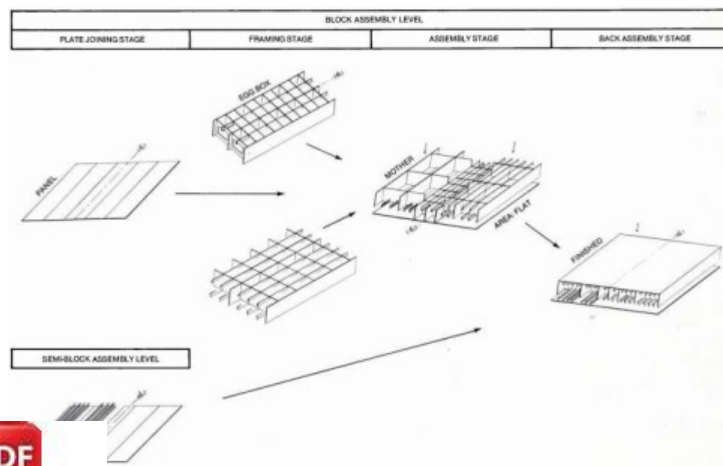 BLOCK ASSEMBLY LEVEL
PLATE JOINING STAGE
FRAMING STAGE
ASSEMBLY STAGE
BACK ASSEMBLY STAGE
EGG BOX
PANEL
MOTHER
AREA: FLAT
FINISHED
SEMI-BLOCK ASSEMBLY LEVEL
DF